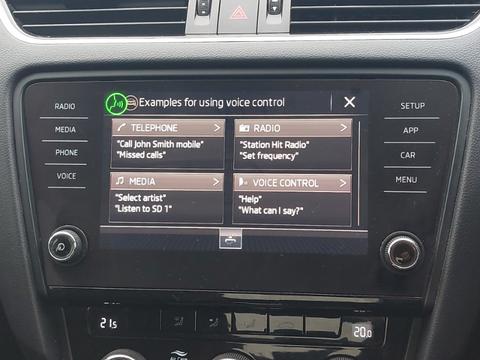 Examples for using voice control
RADIO
MEDIA
PHONE
VOICE
TELEPHONE
"Call John Smith mobile"
"Missed calls"
RADIO
"Station Hit Radio"
"Set frequency"
MEDIA
"Select artist"
"Listen to SD 1"
VOICE CONTROL
"Help"
"What can I say?"
SETUP
APP
CAR
MENU
21.5
20.0